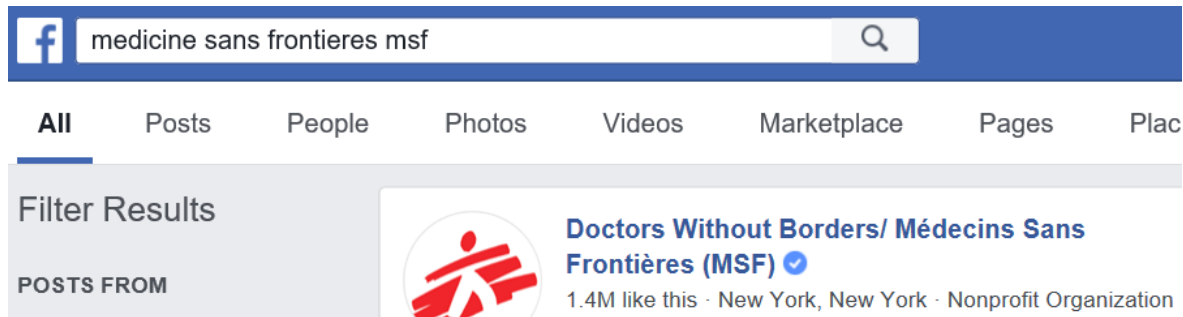 medicine sans frontieres msf
All Posts People Photos Videos Marketplace Pages Plac
Filter Results
POSTS FROM
Doctors Without Borders/ Médecins Sans
Frontières (MSF)
1.4M like this · New York, New York · Nonprofit Organization